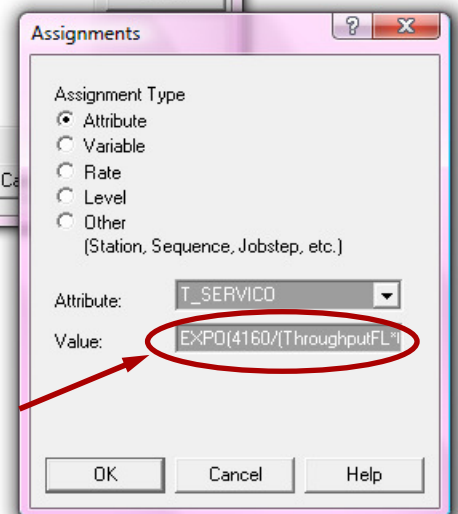 Assignments
?
X
Assignment Type
Attribute
Variable
Rate
Level
Other
(Station, Sequence, Jobstep, etc.)
Ca
Attribute:
T_SERVICO
Value:
EXPO(4160/(ThroughputFL*
OK
Cancel
Help